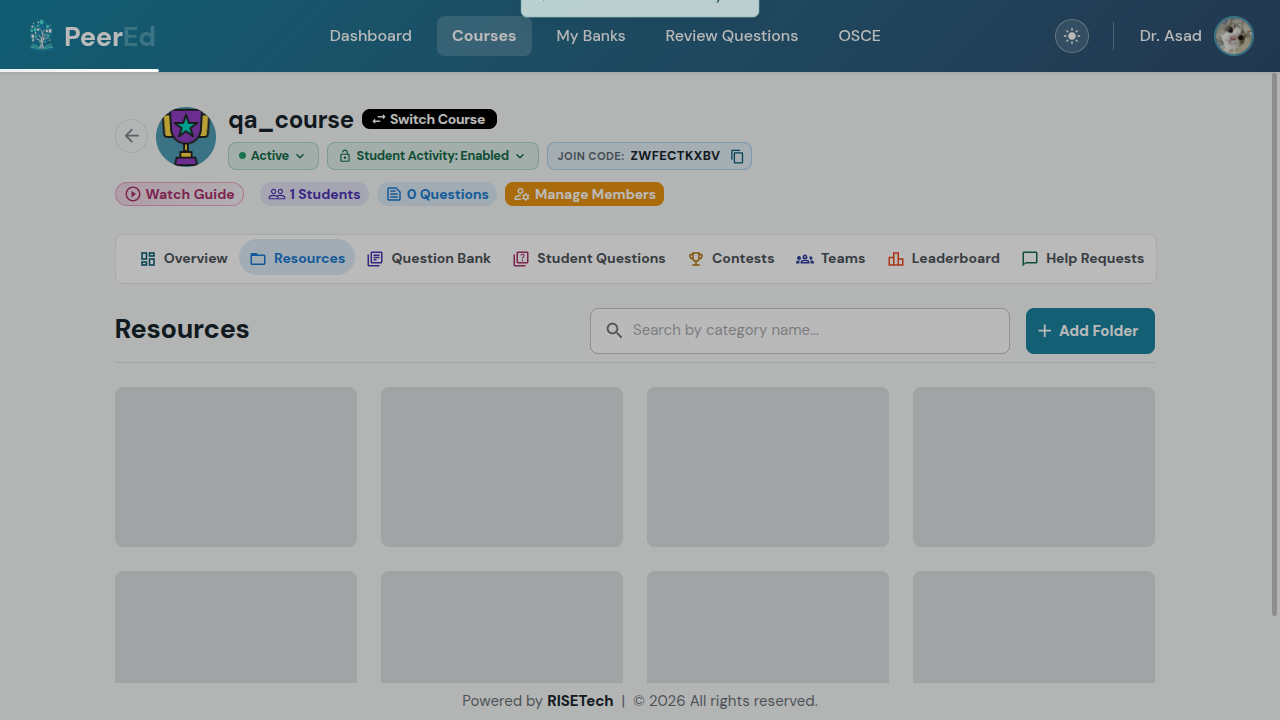 PeerEd Dashboard Courses My Banks Review Questions OSCE Dr. Asad
qa_course Switch Course
Active Student Activity: Enabled JOIN CODE: ZWFECTKXBV
Watch Guide 1 Students 0 Questions Manage Members
Overview Resources Question Bank Student Questions Contests Teams Leaderboard Help Requests
Resources Search by category name... Add Folder
Powered by RISETech | © 2026 All rights reserved.